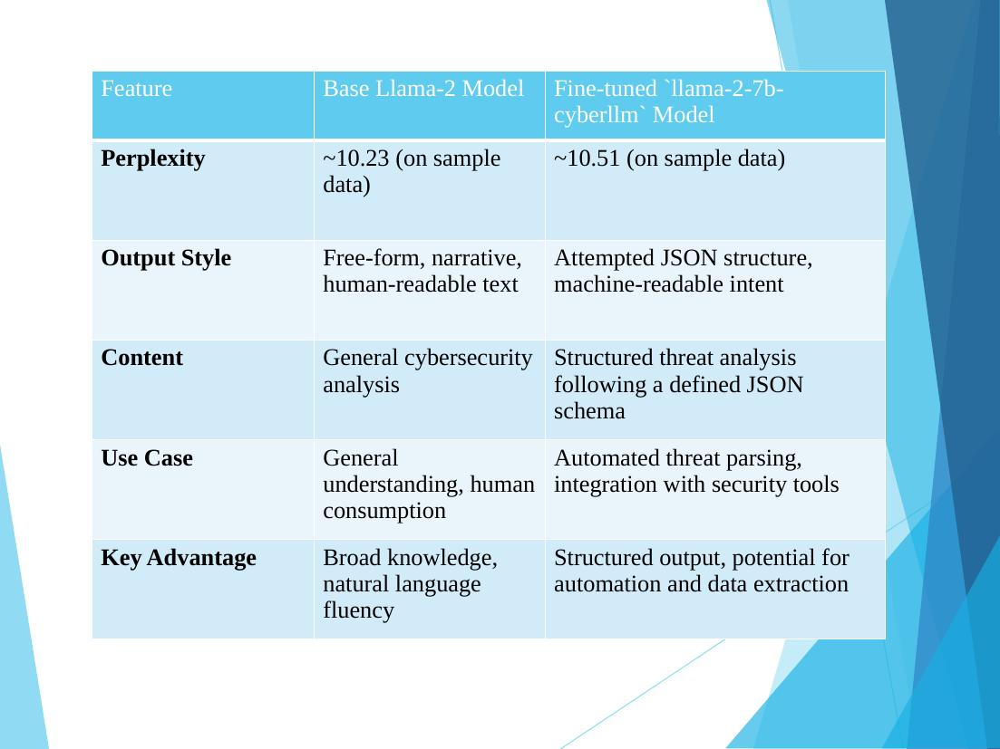 Feature
Base Llama-2 Model
Fine-tuned `llama-2-7b-
cyberllm` Model
Perplexity
~10.23 (on sample
data)
~10.51 (on sample data)
Output Style
Free-form, narrative,
human-readable text
Attempted JSON structure,
machine-readable intent
Content
General cybersecurity
analysis
Structured threat analysis
following a defined JSON
schema
Use Case
General
understanding, human
consumption
Automated threat parsing,
integration with security tools
Key Advantage
Broad knowledge,
natural language
fluency
Structured output, potential for
automation and data extraction